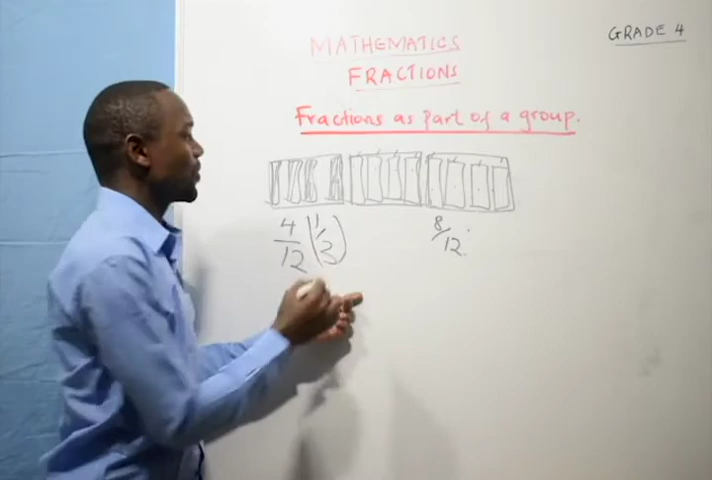 GRADE 4
MATHEMATICS
FRACTIONS
Fractions as part of a group.
4/12 (1/3) 8/12